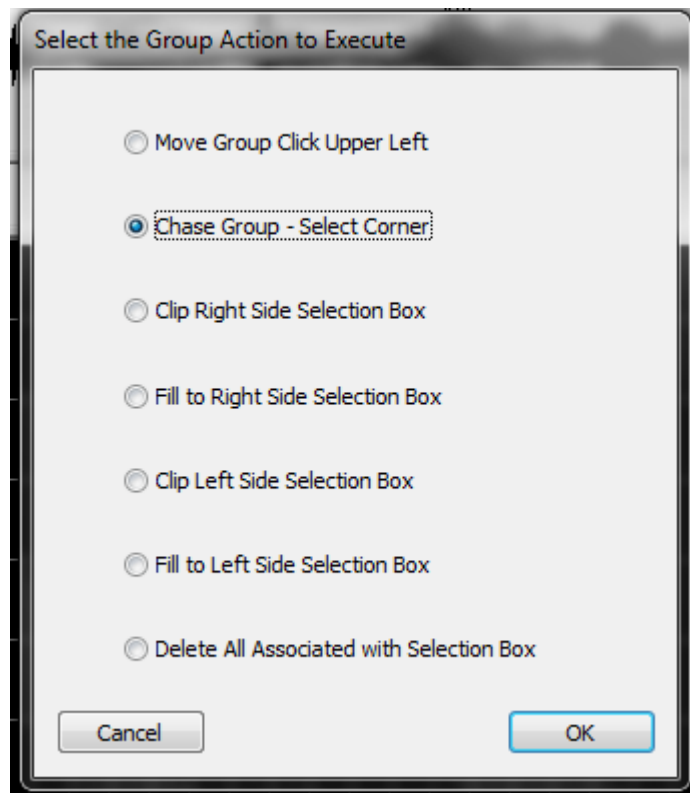 Select the Group Action to Execute
Move Group Click Upper Left
Chase Group - Select Corner
Clip Right Side Selection Box
Fill to Right Side Selection Box
Clip Left Side Selection Box
Fill to Left Side Selection Box
Delete All Associated with Selection Box
Cancel
OK